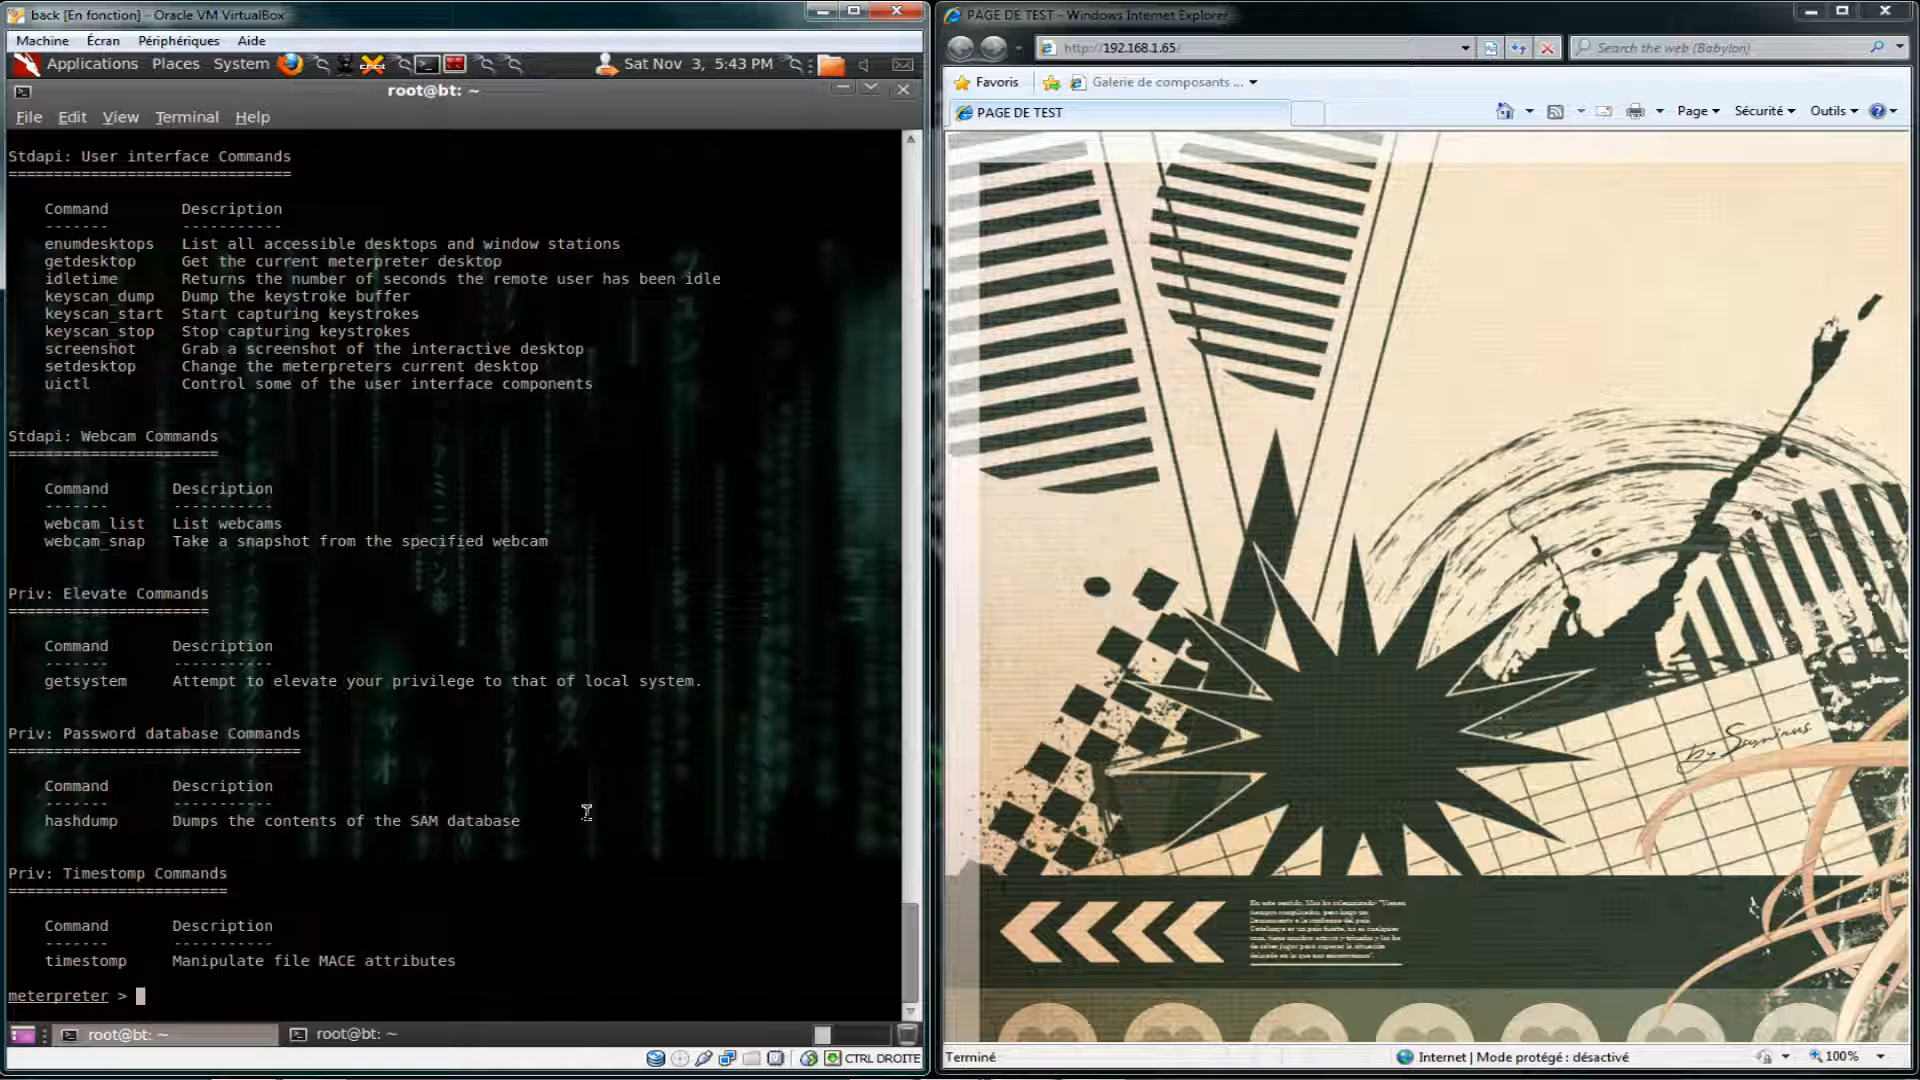 back [En fonction] - Oracle VM VirtualBox
Machine Écran Périphériques Aide
Applications Places System Sat Nov 3, 5:43 PM
root@bt: ~
File Edit View Terminal Help
Stdapi: User interface Commands
===============================
Command Description
------- -----------
enumdesktops List all accessible desktops and window stations
getdesktop Get the current meterpreter desktop
idletime Returns the number of seconds the remote user has been idle
keyscan_dump Dump the keystroke buffer
keyscan_start Start capturing keystrokes
keyscan_stop Stop capturing keystrokes
screenshot Grab a screenshot of the interactive desktop
setdesktop Change the meterpreters current desktop
uictl Control some of the user interface components
Stdapi: Webcam Commands
=======================
Command Description
------- -----------
webcam_list List webcams
webcam_snap Take a snapshot from the specified webcam
Priv: Elevate Commands
======================
Command Description
------- -----------
getsystem Attempt to elevate your privilege to that of local system.
Priv: Password database Commands
================================
Command Description
------- -----------
hashdump Dumps the contents of the SAM database
Priv: Timestomp Commands
========================
Command Description
------- -----------
timestomp Manipulate file MACE attributes
meterpreter >
root@bt: ~ root@bt: ~
CTRL DROITE
PAGE DE TEST - Windows Internet Explorer
http://192.168.1.65/ Search the web (Babylon)
Favoris Galerie de composants ...
PAGE DE TEST Page Sécurité Outils
by
Terminé Internet | Mode protégé : désactivé 100%